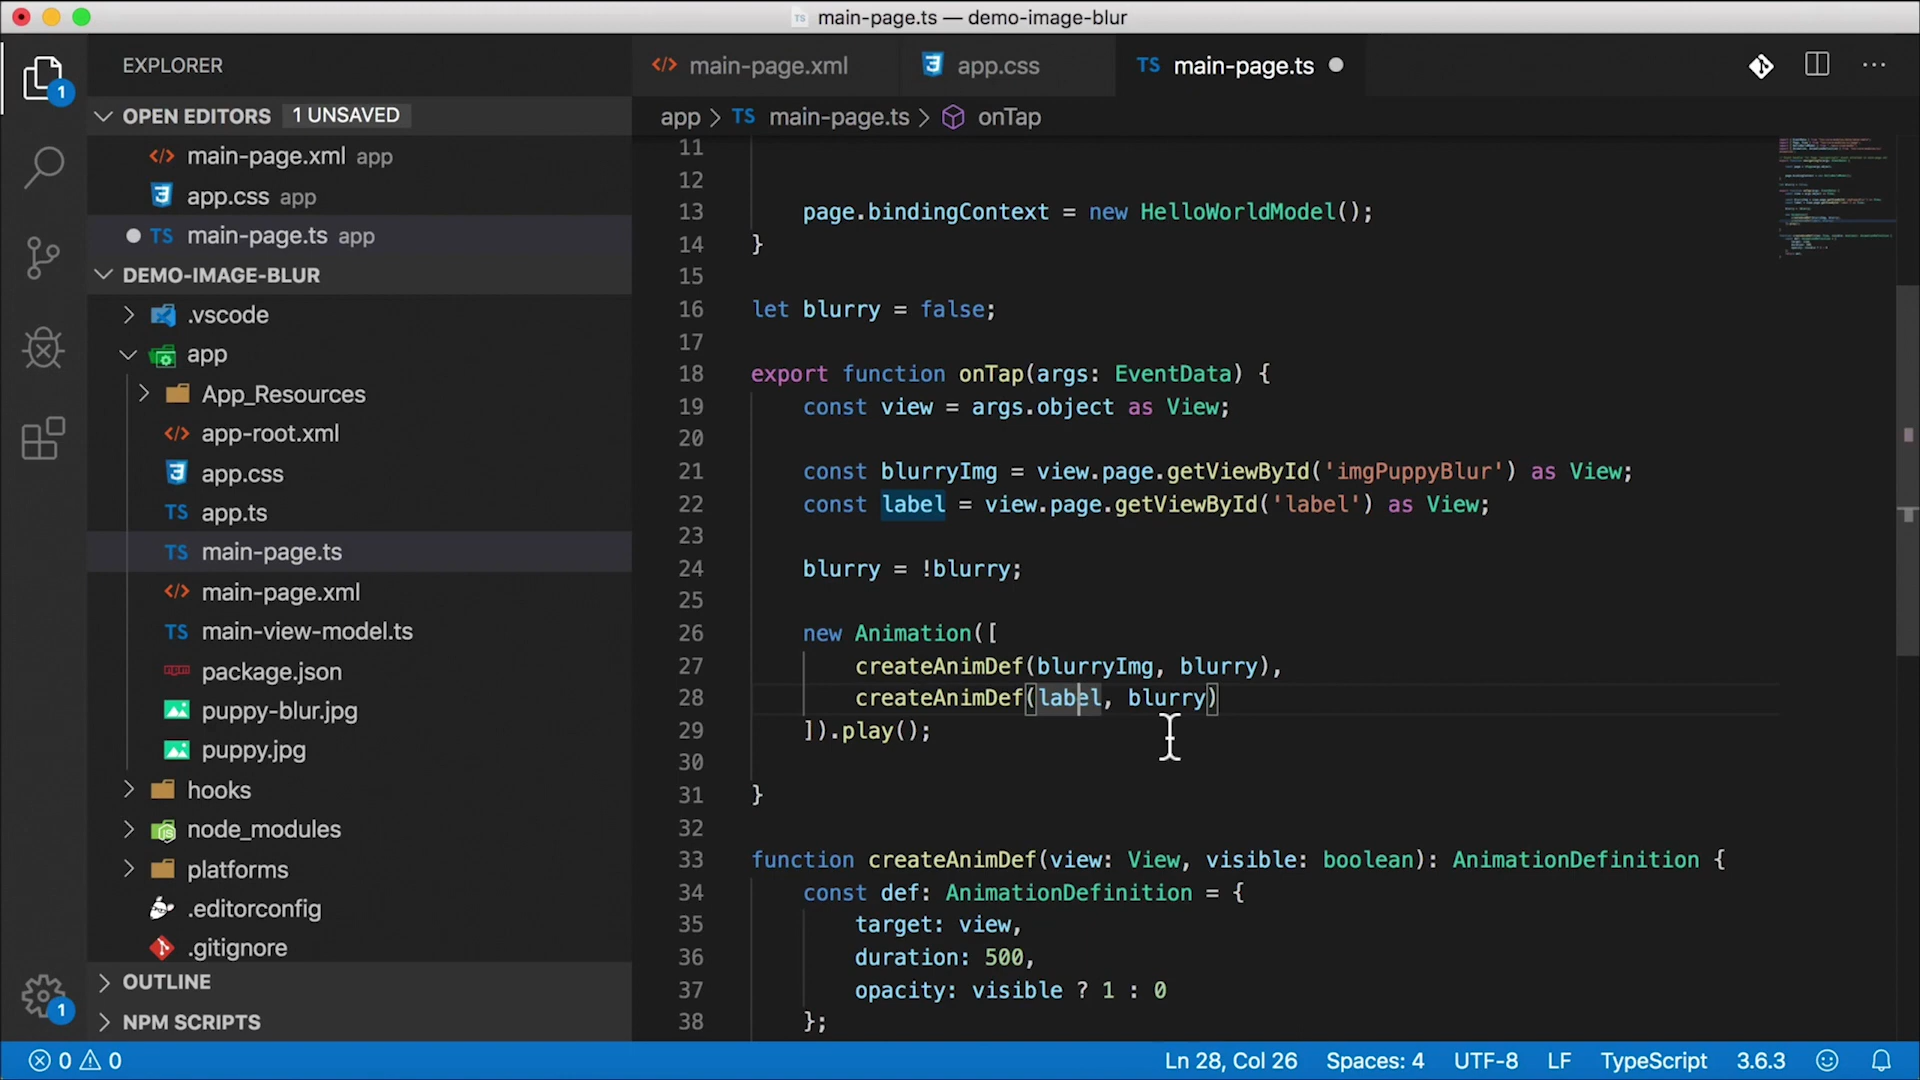 TS main-page.ts — demo-image-blur
1
EXPLORER
OPEN EDITORS 1 UNSAVED
main-page.xml app
app.css app
TS main-page.ts app
DEMO-IMAGE-BLUR
.vscode
app
App_Resources
app-root.xml
app.css
TS app.ts
TS main-page.ts
main-page.xml
TS main-view-model.ts
package.json
puppy-blur.jpg
puppy.jpg
hooks
node_modules
platforms
.editorconfig
.gitignore
OUTLINE
1
NPM SCRIPTS
main-page.xml app.css TS main-page.ts
app > TS main-page.ts > onTap
11
12
13 page.bindingContext = new HelloWorldModel();
14 }
15
16 let blurry = false;
17
18 export function onTap(args: EventData) {
19 const view = args.object as View;
20
21 const blurryImg = view.page.getViewById('imgPuppyBlur') as View;
22 const label = view.page.getViewById('label') as View;
23
24 blurry = !blurry;
25
26 new Animation([
27 createAnimDef(blurryImg, blurry),
28 createAnimDef(label, blurry)
29 ]).play();
30
31 }
32
33 function createAnimDef(view: View, visible: boolean): AnimationDefinition {
34 const def: AnimationDefinition = {
35 target: view,
36 duration: 500,
37 opacity: visible ? 1 : 0
38 };
0 0 Ln 28, Col 26 Spaces: 4 UTF-8 LF TypeScript 3.6.3